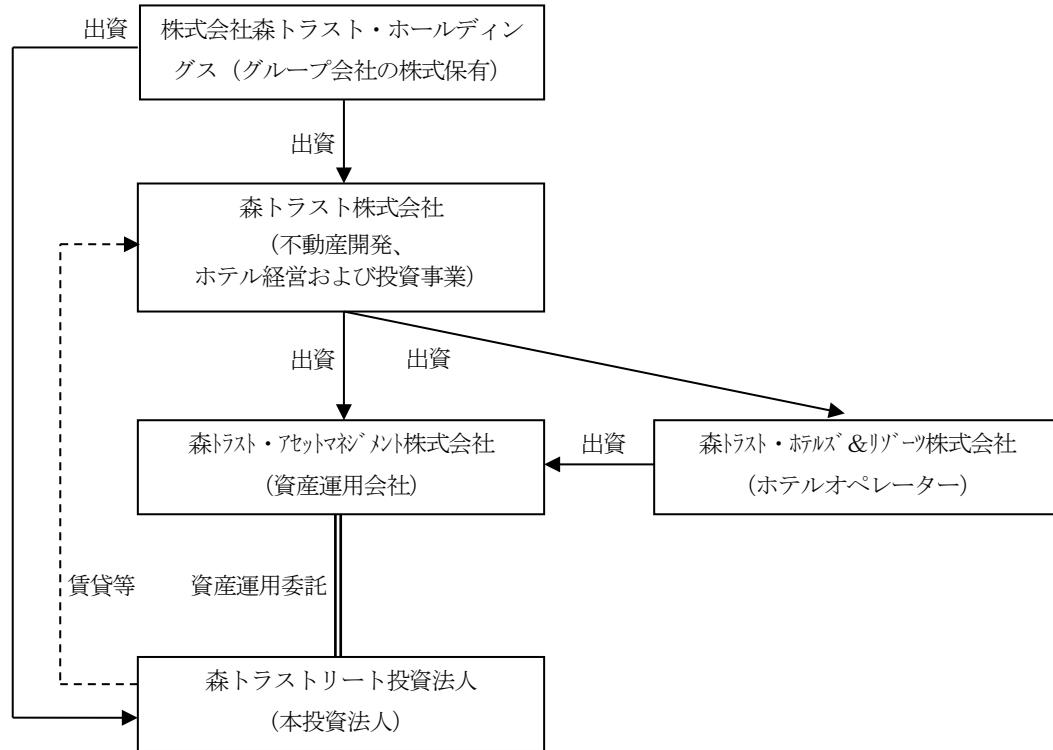 出資
株式会社森トラスト・ホールディン
グス（グループ会社の株式保有）
出資
森トラスト株式会社
（不動産開発、
ホテル経営および投資事業）
出資
出資
森ﾄﾗｽﾄ・ｱｾｯﾄﾏﾈｼﾞﾒﾝﾄ株式会社
（資産運用会社）
出資
森ﾄﾗｽﾄ・ﾎﾃﾙｽﾞ＆ﾘｿﾞｰﾂ株式会社
（ホテルオペレーター）
賃貸等
資産運用委託
森トラストリート投資法人
（本投資法人）